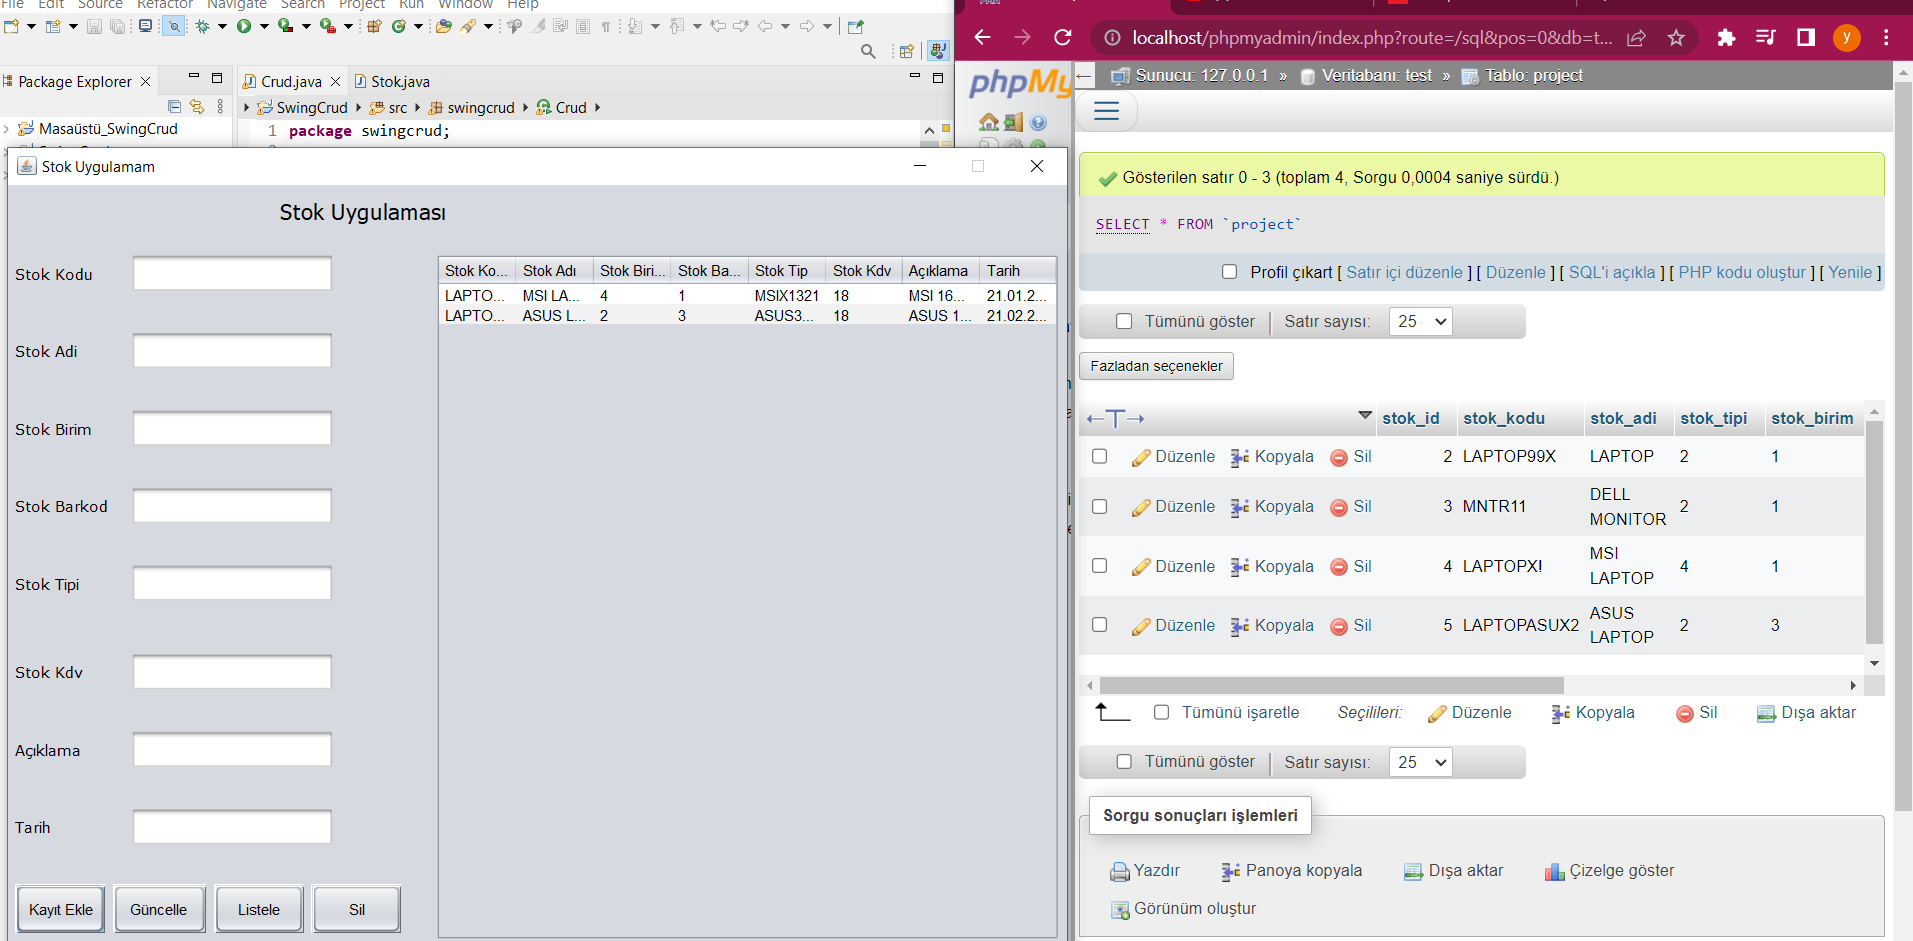 File Edit Source Refactor Navigate Search Project Run Window Help
Package Explorer
Crud.java
Stok.java
SwingCrud
src
swingcrud
Crud
Masaüstü_SwingCrud
1 package swingcrud;
Stok Uygulamam
Stok Uygulaması
Stok Kodu
Stok Adi
Stok Birim
Stok Barkod
Stok Tipi
Stok Kdv
Açıklama
Tarih
Kayıt Ekle
Güncelle
Listele
Sil
Stok Ko... Stok Adı Stok Biri... Stok Ba... Stok Tip Stok Kdv Açıklama Tarih
LAPTO... MSI LA... 4 1 MSIX1321 18 MSI 16... 21.01.2...
LAPTO... ASUS L... 2 3 ASUS3... 18 ASUS 1... 21.02.2...
localhost/phpmyadmin/index.php?route=/sql&pos=0&db=t...
y
phpMy
Sunucu: 127.0.0.1 » Veritabanı: test » Tablo: project
Gösterilen satır 0 - 3 (toplam 4, Sorgu 0,0004 saniye sürdü.)
SELECT * FROM `project`
Profil çıkart [ Satır içi düzenle ] [ Düzenle ] [ SQL'i açıkla ] [ PHP kodu oluştur ] [ Yenile ]
Tümünü göster Satır sayısı: 25
Fazladan seçenekler
←T→ stok_id stok_kodu stok_adi stok_tipi stok_birim
Düzenle Kopyala Sil 2 LAPTOP99X LAPTOP 2 1
Düzenle Kopyala Sil 3 MNTR11 DELL MONITOR 2 1
Düzenle Kopyala Sil 4 LAPTOPX! MSI LAPTOP 4 1
Düzenle Kopyala Sil 5 LAPTOPASUX2 ASUS LAPTOP 2 3
Tümünü işaretle Seçilileri: Düzenle Kopyala Sil Dışa aktar
Tümünü göster Satır sayısı: 25
Sorgu sonuçları işlemleri
Yazdır Panoya kopyala Dışa aktar Çizelge göster
Görünüm oluştur